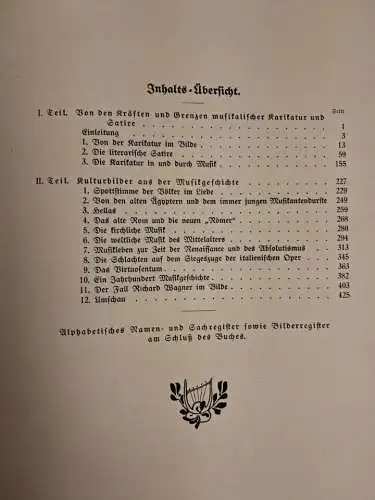 Inhalts-Übersicht.
Seite
I. Teil. Von den Kräften und Grenzen musikalischer Karikatur und
Satire . . . . . . . . . . 1
Einleitung . . . . . . . . . . 3
1. Von der Karikatur im Bilde . . . . . . . . . . 13
2. Die literarische Satire . . . . . . . . . . 59
3. Die Karikatur in und durch Musik . . . . . . . . . . 155
II. Teil. Kulturbilder aus der Musikgeschichte . . . . . . . . . . 227
1. Spottstimme der Völker im Liede . . . . . . . . . . 229
2. Von den alten Ägyptern und dem immer jungen Musikantendurste 249
3. Hellas . . . . . . . . . . 259
4. Das alte Rom und die neuen „Römer“ . . . . . . . . . . 268
5. Die kirchliche Musik . . . . . . . . . . 280
6. Die weltliche Musik des Mittelalters . . . . . . . . . . 294
7. Musikleben zur Zeit der Renaissance und des Absolutismus . . 313
8. Die Schlachten auf dem Siegeszuge der italienischen Oper . . 345
9. Das Virtuosentum . . . . . . . . . . 363
10. Ein Jahrhundert Musikgeschichte . . . . . . . . . . 382
11. Der Fall Richard Wagner im Bilde . . . . . . . . . . 403
12. Umschau . . . . . . . . . . 425
Alphabetisches Namen- und Sachregister sowie Bilderregister
am Schluß des Buches.